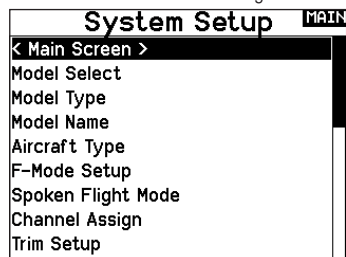 System Setup MAIN
< Main Screen >
Model Select
Model Type
Model Name
Aircraft Type
F-Mode Setup
Spoken Flight Mode
Channel Assign
Trim Setup